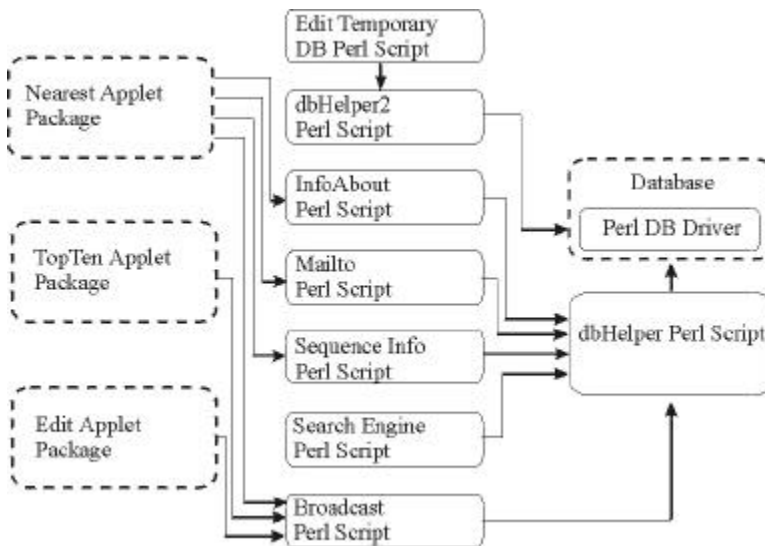 Edit Temporary
DB Perl Script
Nearest Applet
Package
dbHelper2
Perl Script
InfoAbout
Perl Script
Database
Perl DB Driver
TopTen Applet
Package
Mailto
Perl Script
dbHelper Perl Script
Sequence Info
Perl Script
Edit Applet
Package
Search Engine
Perl Script
Broadcast
Perl Script